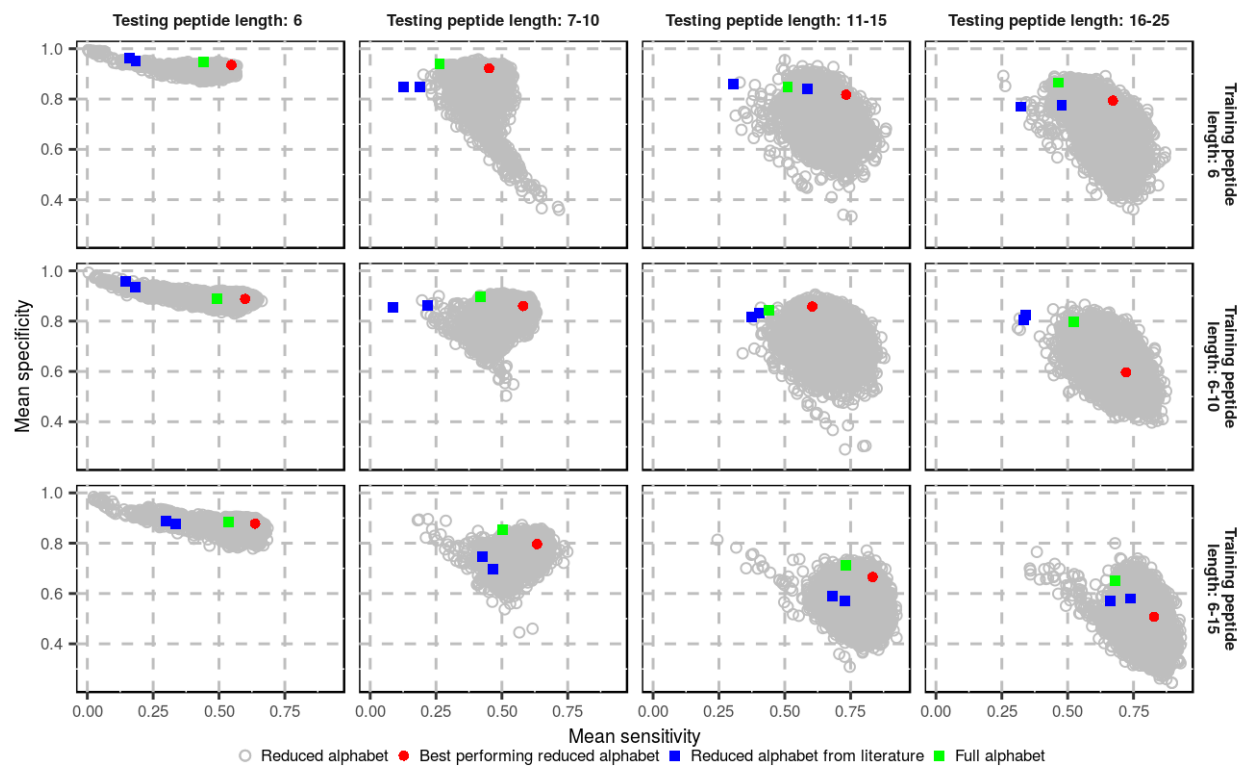 Testing peptide length: 6
Testing peptide length: 7-10
Testing peptide length: 11-15
Testing peptide length: 16-25
1.0
0.8
0.6
0.4
Training peptide
length: 6
1.0
0.8
0.6
0.4
Training peptide
length: 6-10
1.0
0.8
0.6
0.4
Training peptide
length: 6-15
Mean specificity
0.00 0.25 0.50 0.75
0.00 0.25 0.50 0.75
0.00 0.25 0.50 0.75
0.00 0.25 0.50 0.75
Mean sensitivity
Reduced alphabet Best performing reduced alphabet Reduced alphabet from literature Full alphabet